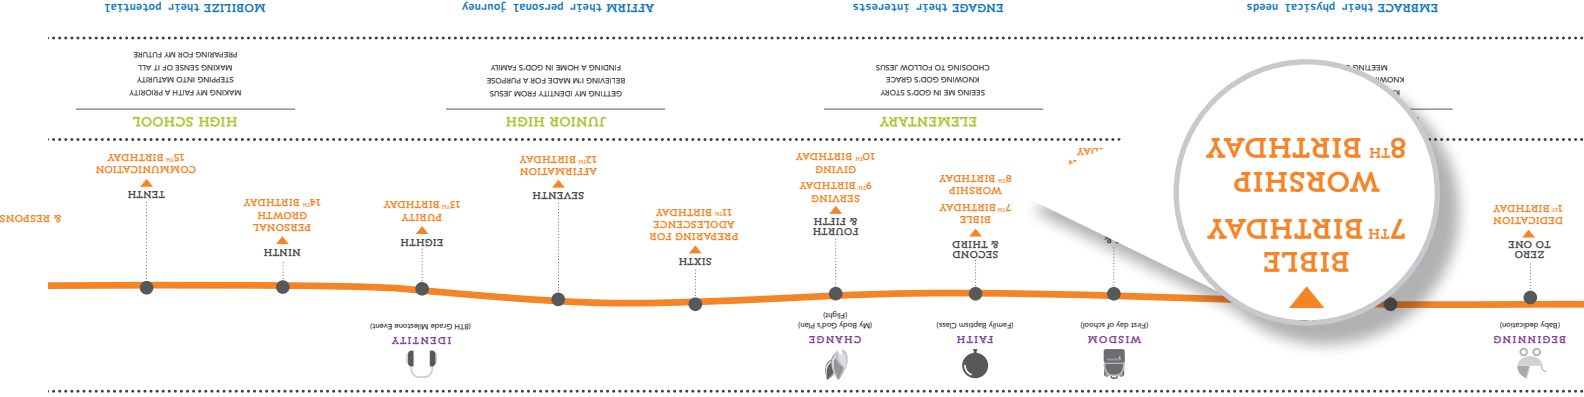 BEGINNING
(Baby dedication)
WISDOM
(First day of school)
FAITH
(Family Baptism Class)
CHANGE
(My Body God's Plan)
(Flight)
IDENTITY
(8TH Grade Milestone Event)
ZERO
TO ONE
DEDICATION
1ST BIRTHDAY
BIBLE
7TH BIRTHDAY
WORSHIP
8TH BIRTHDAY
&
SECOND
& THIRD
BIBLE
7TH BIRTHDAY
WORSHIP
8TH BIRTHDAY
FOURTH
& FIFTH
SERVING
9TH BIRTHDAY
GIVING
10TH BIRTHDAY
SIXTH
PREPARING FOR
ADOLESCENCE
11TH BIRTHDAY
SEVENTH
AFFIRMATION
12TH BIRTHDAY
EIGHTH
PURITY
13TH BIRTHDAY
NINTH
PERSONAL
GROWTH
14TH BIRTHDAY
TENTH
COMMUNICATION
15TH BIRTHDAY
& RESPONS
MEETING
ELEMENTARY
SEEING ME IN GOD'S STORY
KNOWING GOD'S GRACE
CHOOSING TO FOLLOW JESUS
JUNIOR HIGH
GETTING MY IDENTITY FROM JESUS
BELIEVING I'M MADE FOR A PURPOSE
FINDING A HOME IN GOD'S FAMILY
HIGH SCHOOL
MAKING MY FAITH A PRIORITY
STEPPING INTO MATURITY
MAKING SENSE OF IT ALL
PREPARING FOR MY FUTURE
EMBRACE their physical needs
ENGAGE their interests
AFFIRM their personal journey
MOBILIZE their potential